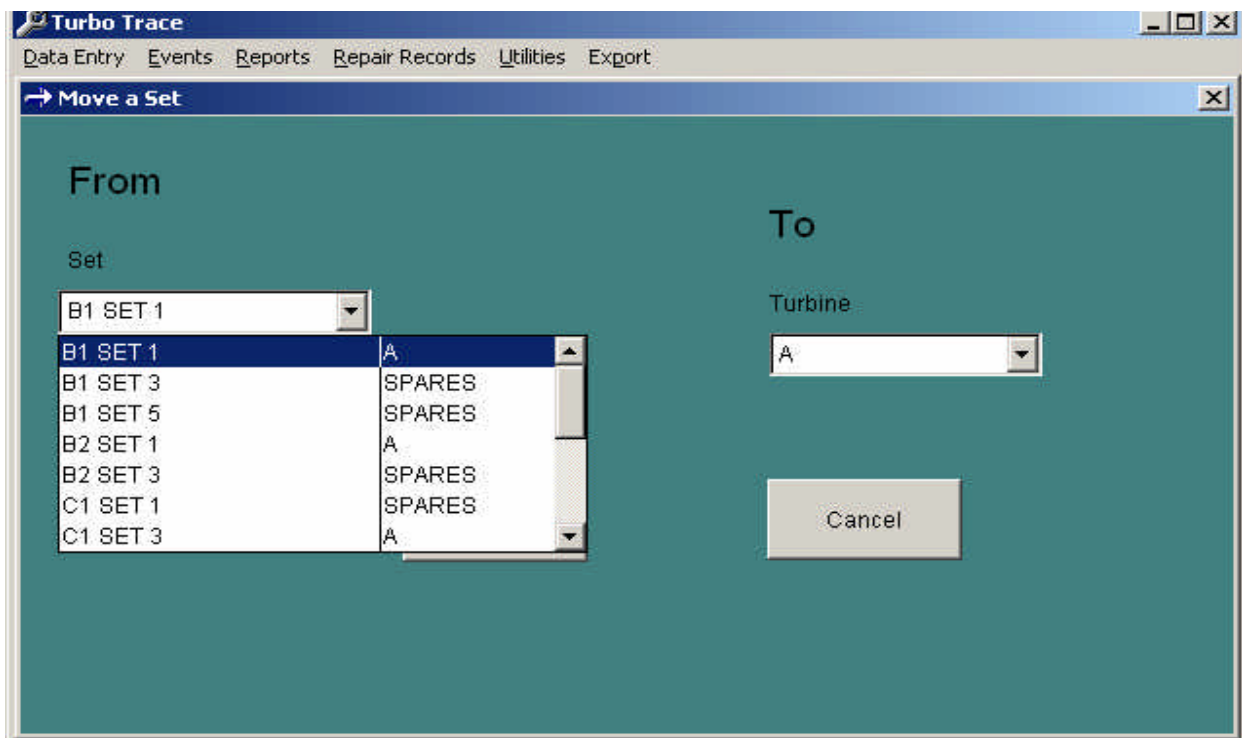 Turbo Trace
Data Entry Events Reports Repair Records Utilities Export
Move a Set
From
To
Set
Turbine
B1 SET 1
A
B1 SET 1 A
B1 SET 3 SPARES
B1 SET 5 SPARES
B2 SET 1 A
B2 SET 3 SPARES
C1 SET 1 SPARES
C1 SET 3 A
Cancel